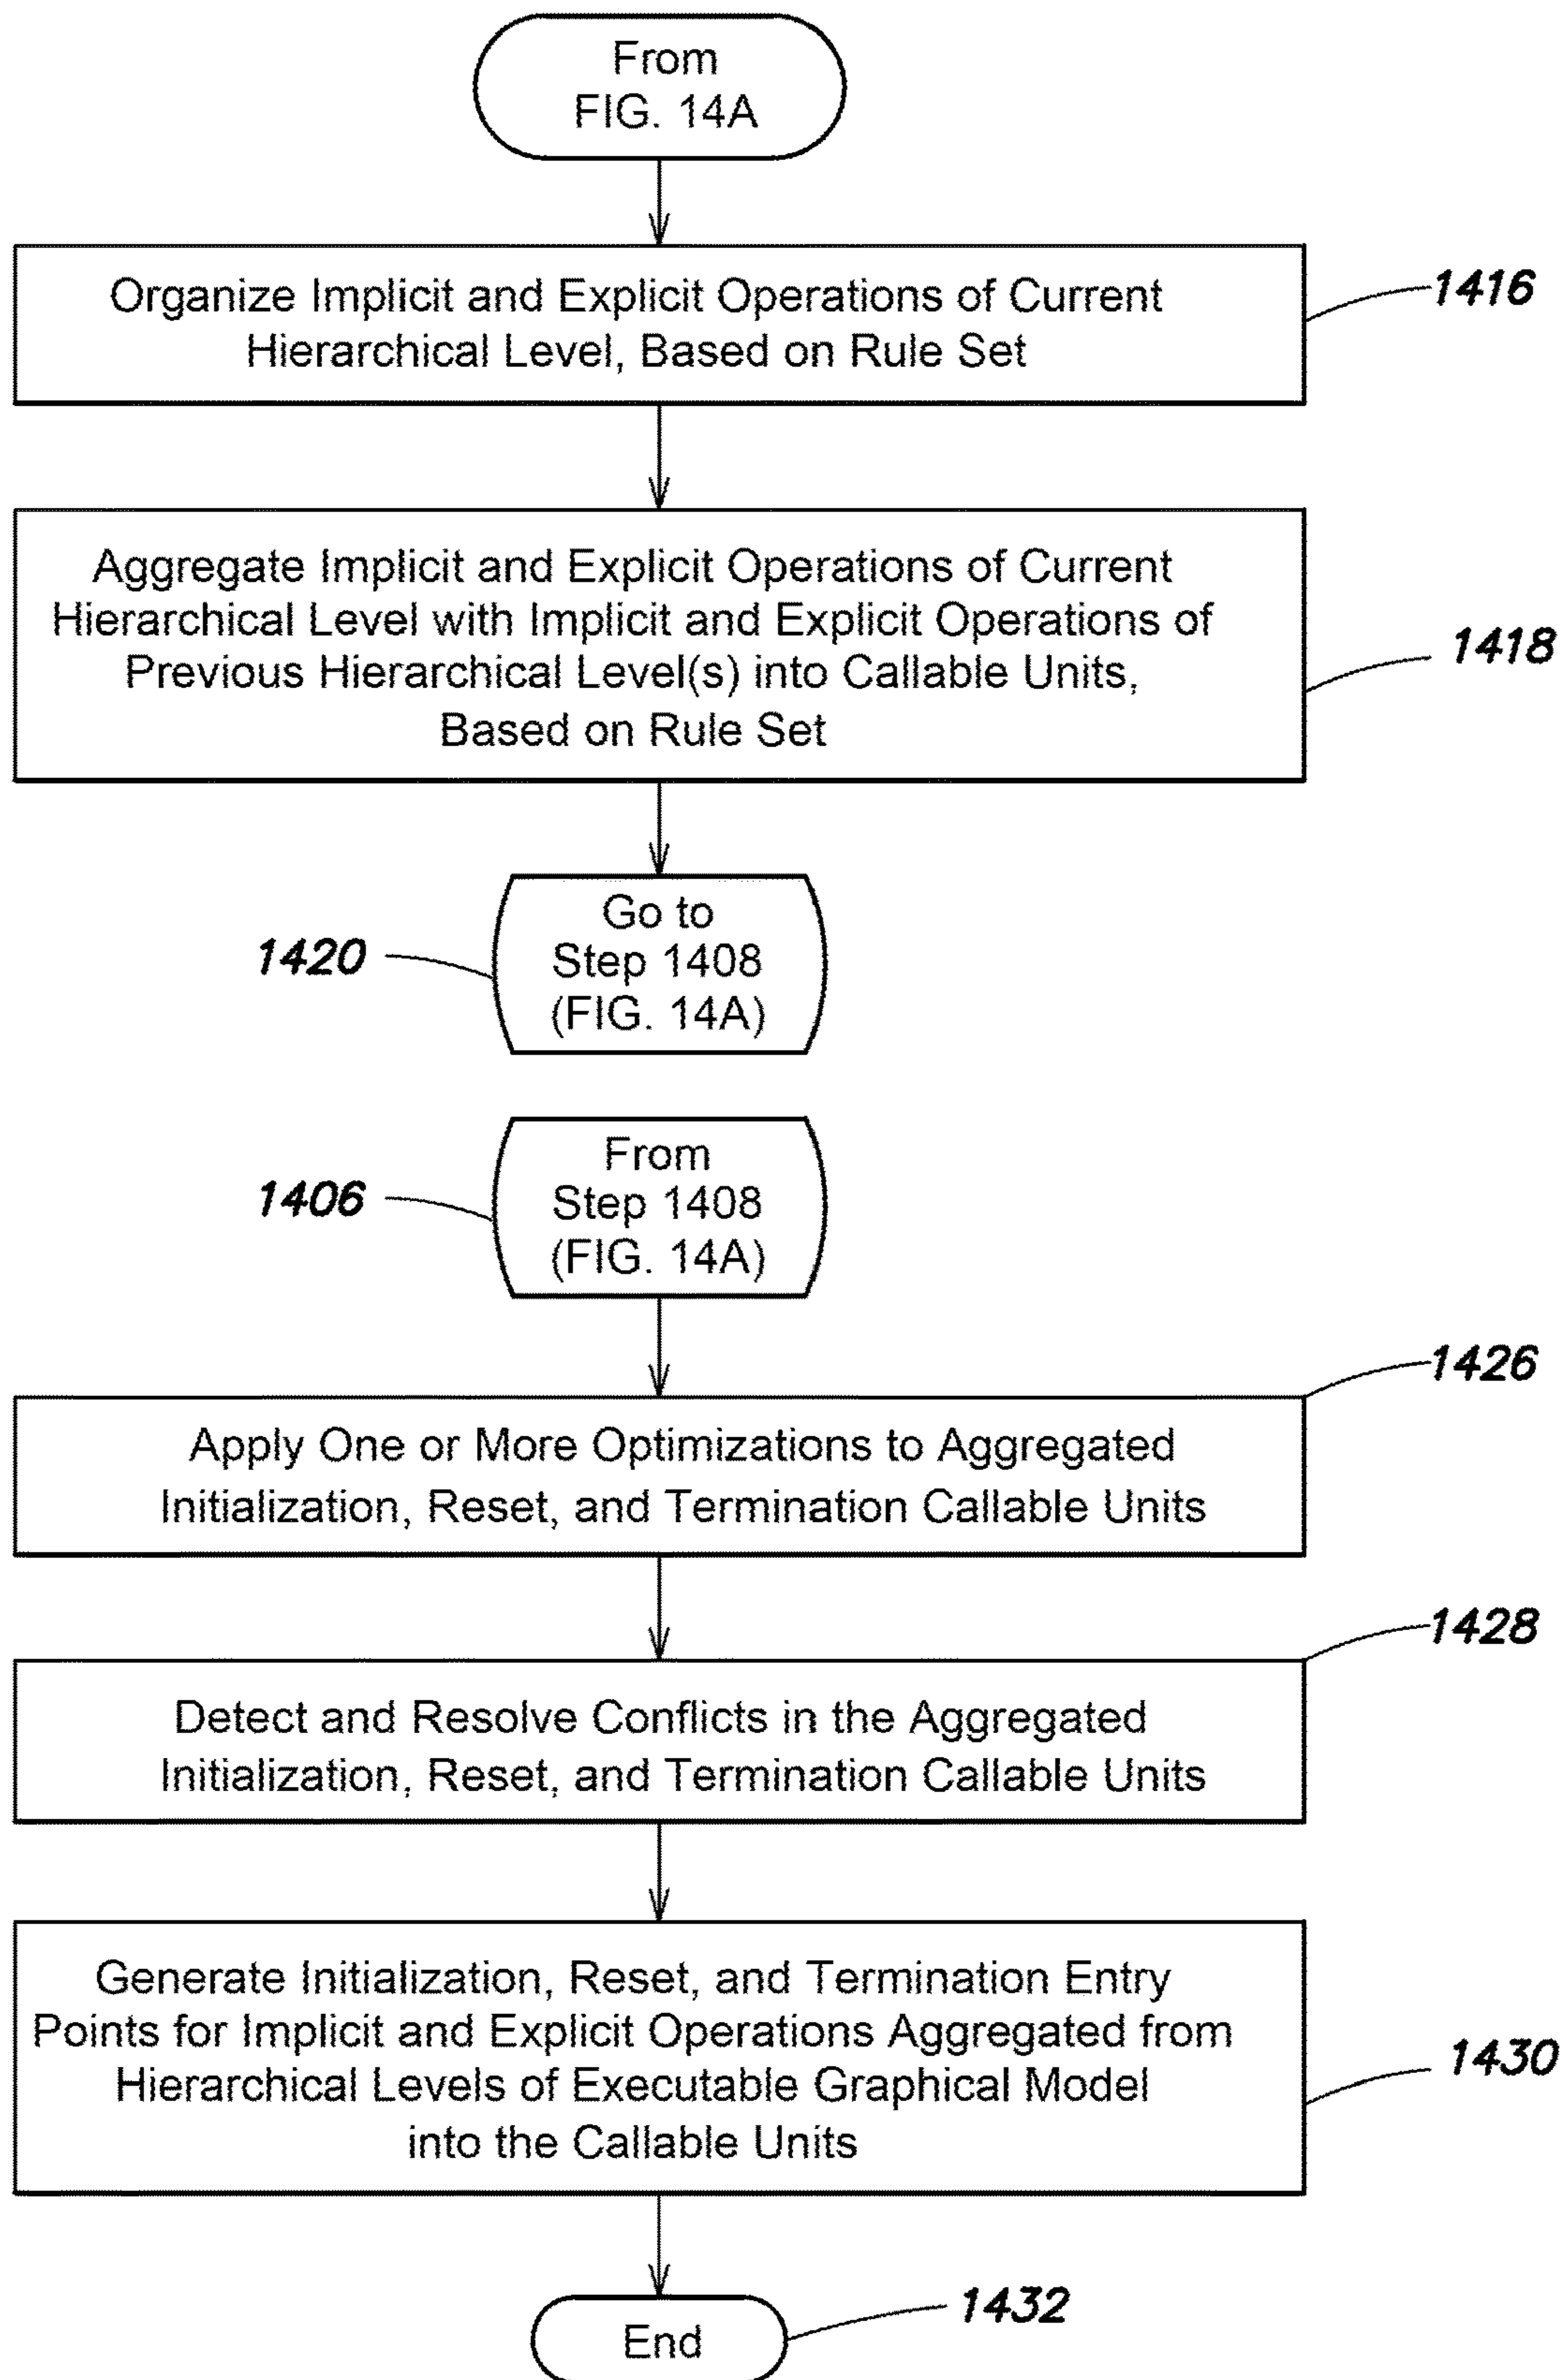 From
FIG. 14A
Organize Implicit and Explicit Operations of Current
Hierarchical Level, Based on Rule Set
1416
Aggregate Implicit and Explicit Operations of Current
Hierarchical Level with Implicit and Explicit Operations of
Previous Hierarchical Level(s) into Callable Units,
Based on Rule Set
1418
Go to
Step 1408
(FIG. 14A)
1420
From
Step 1408
(FIG. 14A)
1406
Apply One or More Optimizations to Aggregated
Initialization, Reset, and Termination Callable Units
1426
Detect and Resolve Conflicts in the Aggregated
Initialization, Reset, and Termination Callable Units
1428
Generate Initialization, Reset, and Termination Entry
Points for Implicit and Explicit Operations Aggregated from
Hierarchical Levels of Executable Graphical Model
into the Callable Units
1430
End
1432